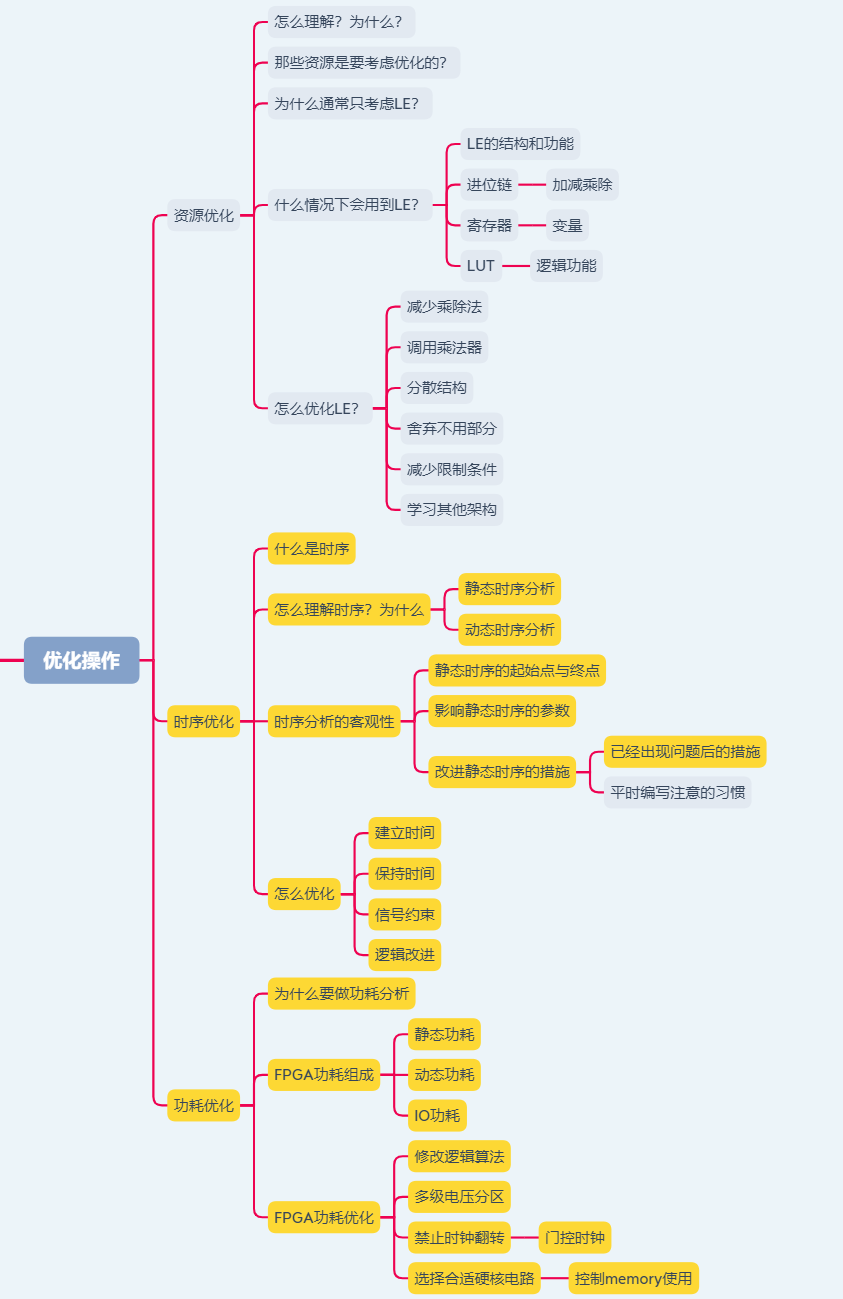 怎么理解？为什么？
那些资源是要考虑优化的？
为什么通常只考虑LE？
LE的结构和功能
进位链
加减乘除
资源优化
什么情况下会用到LE？
寄存器
变量
LUT
逻辑功能
减少乘除法
调用乘法器
分散结构
怎么优化LE？
舍弃不用部分
减少限制条件
学习其他架构
什么是时序
静态时序分析
怎么理解时序？为什么
动态时序分析
优化操作
静态时序的起始点与终点
影响静态时序的参数
时序优化
时序分析的客观性
已经出现问题后的措施
改进静态时序的措施
平时编写注意的习惯
建立时间
保持时间
怎么优化
信号约束
逻辑改进
为什么要做功耗分析
静态功耗
FPGA功耗组成
动态功耗
IO功耗
功耗优化
修改逻辑算法
多级电压分区
FPGA功耗优化
禁止时钟翻转
门控时钟
选择合适硬核电路
控制memory使用